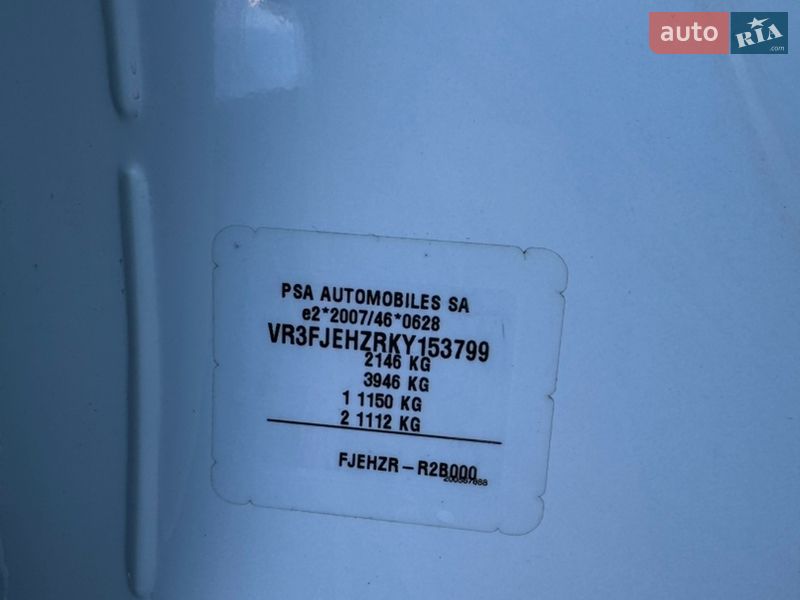 auto RIA .com
PSA AUTOMOBILES SA
e2*2007/46*0628
VR3FJEHZRKY153799
2146 KG
3946 KG
1 1150 KG
2 1112 KG
FJEHZR – R2B000